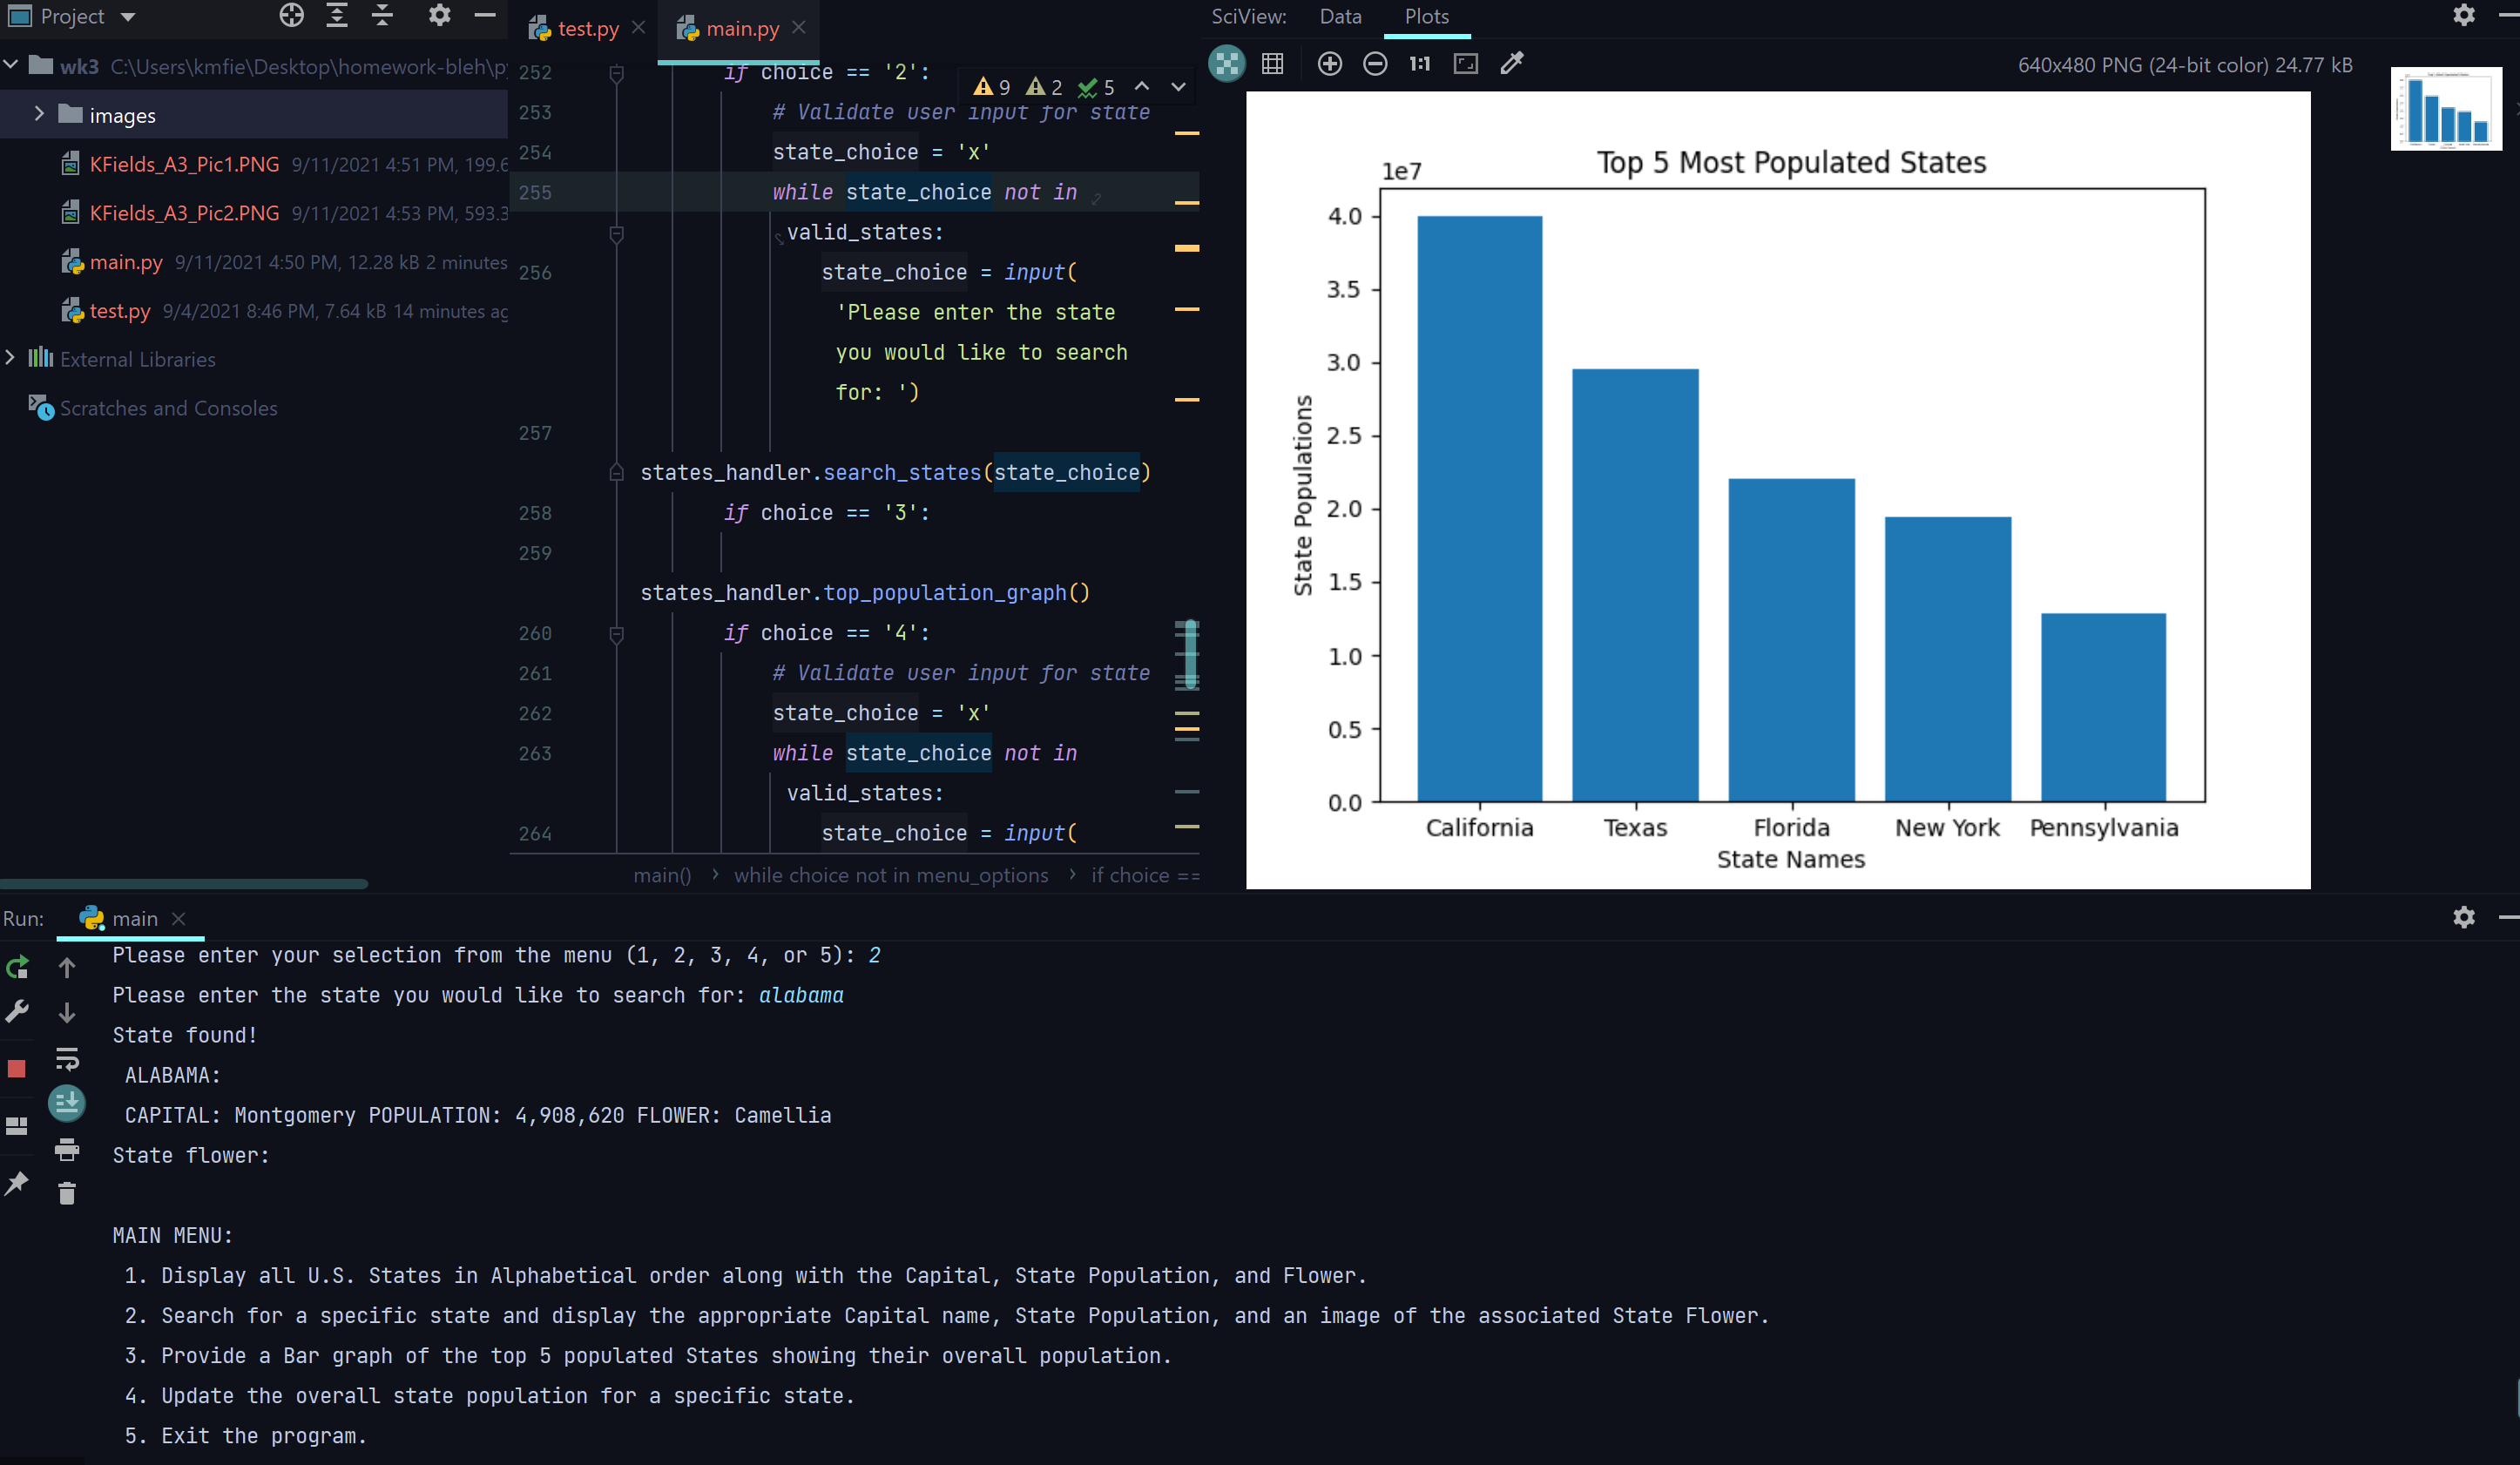 Project
wk3 C:\Users\kmfie\Desktop\homework-bleh\
images
KFields_A3_Pic1.PNG 9/11/2021 4:51 PM, 199.6
KFields_A3_Pic2.PNG 9/11/2021 4:53 PM, 593.3
main.py 9/11/2021 4:50 PM, 12.28 kB 2 minutes
test.py 9/4/2021 8:46 PM, 7.64 kB 14 minutes
External Libraries
Scratches and Consoles
test.py
main.py
9 2 5
252 if choice == '2':
253 # Validate user input for state
254 state_choice = 'x'
255 while state_choice not in
valid_states:
256 state_choice = input(
'Please enter the state
you would like to search
for: ')
257
states_handler.search_states(state_choice)
258 if choice == '3':
259
states_handler.top_population_graph()
260 if choice == '4':
261 # Validate user input for state
262 state_choice = 'x'
263 while state_choice not in
valid_states:
264 state_choice = input(
main() › while choice not in menu_options › if choice ==
SciView: Data Plots
1:1
640x480 PNG (24-bit color) 24.77 kB
Top 5 Most Populated States
1e7
4.0
3.5
3.0
2.5
2.0
1.5
1.0
0.5
0.0
State Populations
California Texas Florida New York Pennsylvania
State Names
Run: main
Please enter your selection from the menu (1, 2, 3, 4, or 5): 2
Please enter the state you would like to search for: alabama
State found!
ALABAMA:
CAPITAL: Montgomery POPULATION: 4,908,620 FLOWER: Camellia
State flower:
MAIN MENU:
1. Display all U.S. States in Alphabetical order along with the Capital, State Population, and Flower.
2. Search for a specific state and display the appropriate Capital name, State Population, and an image of the associated State Flower.
3. Provide a Bar graph of the top 5 populated States showing their overall population.
4. Update the overall state population for a specific state.
5. Exit the program.